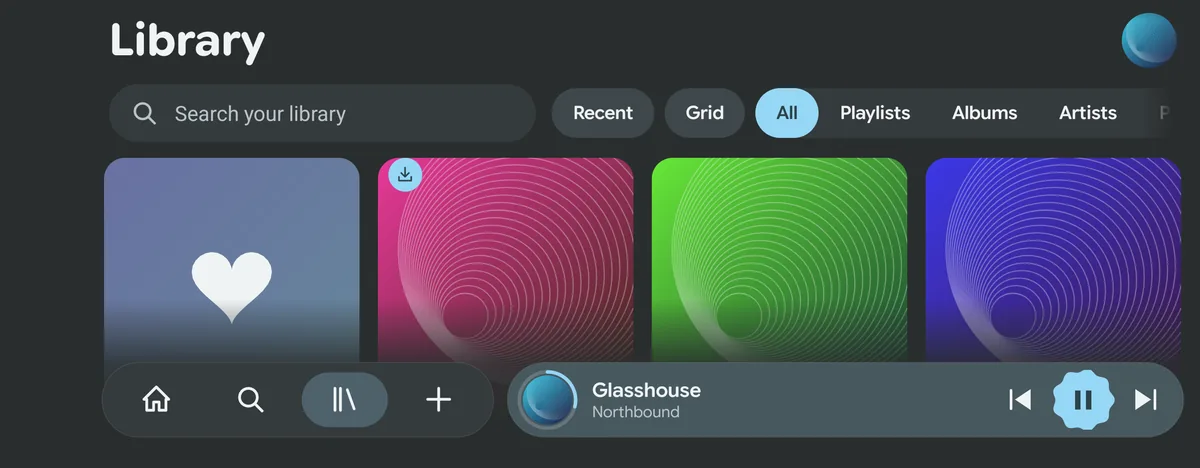 Library
Search your library
Recent
Grid
All
Playlists
Albums
Artists
Glasshouse
Northbound